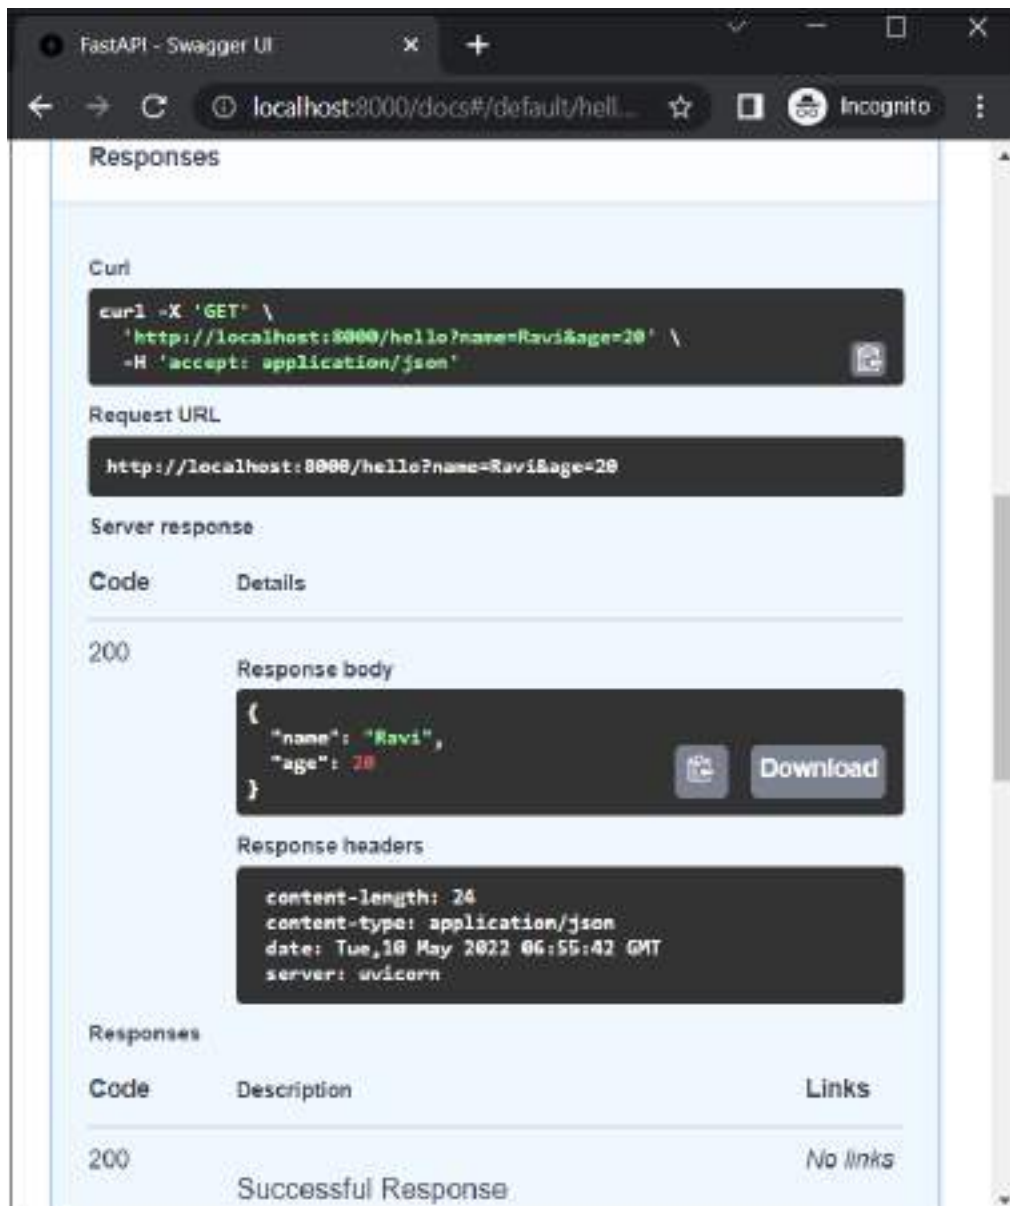 FastAPI - Swagger UI
localhost:8000/docs#/default/hell...
Incognito
Responses
Curl
curl -X 'GET' \
'http://localhost:8000/hello?name=Ravi&age=20' \
-H 'accept: application/json'
Request URL
http://localhost:8000/hello?name=Ravi&age=20
Server response
Code Details
200
Response body
{
"name": "Ravi",
"age": 20
}
Download
Response headers
content-length: 24
content-type: application/json
date: Tue,10 May 2022 06:55:42 GMT
server: uvicorn
Responses
Code Description Links
200 No links
Successful Response